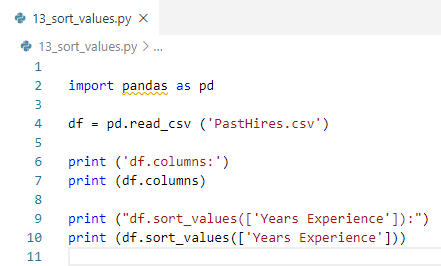 13_sort_values.py ×
13_sort_values.py > ...
1
2 import pandas as pd
3
4 df = pd.read_csv ('PastHires.csv')
5
6 print ('df.columns:')
7 print (df.columns)
8
9 print ("df.sort_values(['Years Experience']):")
10 print (df.sort_values(['Years Experience']))
11